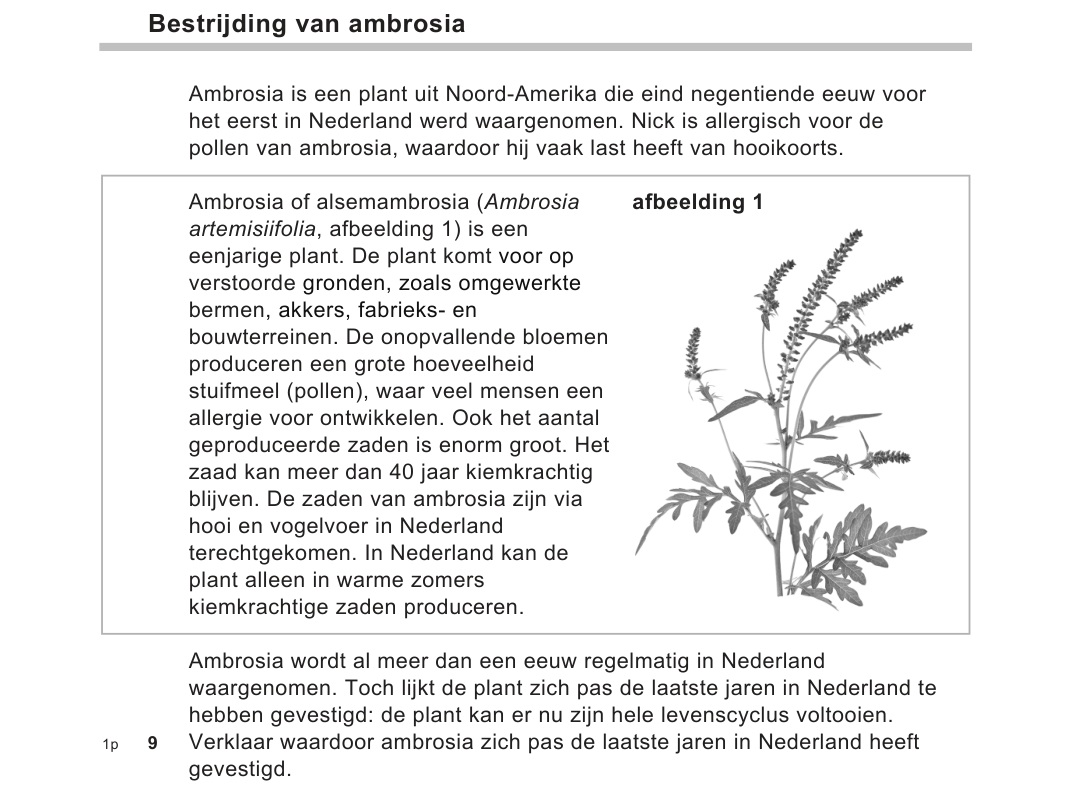 Bestrijding van ambrosia
Ambrosia is een plant uit Noord-Amerika die eind negentiende eeuw voor
het eerst in Nederland werd waargenomen. Nick is allergisch voor de
pollen van ambrosia, waardoor hij vaak last heeft van hooikoorts.
Ambrosia of alsemambrosia (Ambrosia
artemisiifolia, afbeelding 1) is een
eenjarige plant. De plant komt voor op
verstoorde gronden, zoals omgewerkte
bermen, akkers, fabrieks- en
bouwterreinen. De onopvallende bloemen
produceren een grote hoeveelheid
stuifmeel (pollen), waar veel mensen een
allergie voor ontwikkelen. Ook het aantal
geproduceerde zaden is enorm groot. Het
zaad kan meer dan 40 jaar kiemkrachtig
blijven. De zaden van ambrosia zijn via
hooi en vogelvoer in Nederland
terechtgekomen. In Nederland kan de
plant alleen in warme zomers
kiemkrachtige zaden produceren.
afbeelding 1
Ambrosia wordt al meer dan een eeuw regelmatig in Nederland
waargenomen. Toch lijkt de plant zich pas de laatste jaren in Nederland te
hebben gevestigd: de plant kan er nu zijn hele levenscyclus voltooien.
1p 9 Verklaar waardoor ambrosia zich pas de laatste jaren in Nederland heeft
gevestigd.